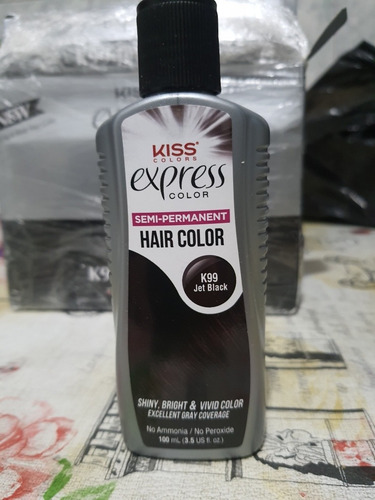 KISS
COLORS
express
COLOR
SEMI-PERMANENT
HAIR COLOR
K99
Jet Black
SHINY, BRIGHT & VIVID COLOR
EXCELLENT GRAY COVERAGE
No Ammonia / No Peroxide
100 mL (3.5 US fl. oz.)
K99